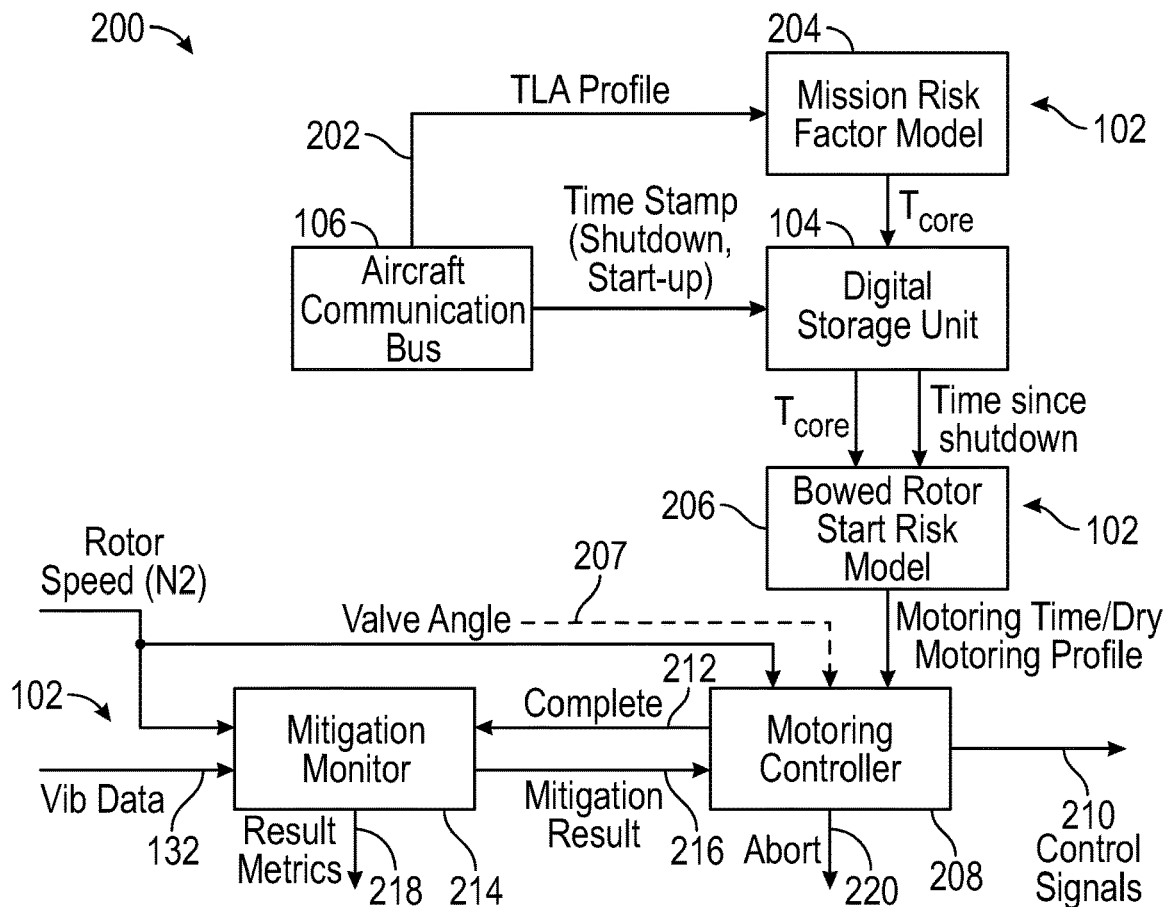 200
204
TLA Profile
Mission Risk
Factor Model
102
202
T_core
106
Time Stamp
(Shutdown,
Start-up)
104
Aircraft
Communication
Bus
Digital
Storage Unit
T_core
Time since
shutdown
206
Bowed Rotor
Start Risk
Model
102
Rotor
Speed (N2)
207
Valve Angle
Motoring Time/Dry
Motoring Profile
102
212
Complete
Mitigation
Monitor
Motoring
Controller
Vib Data
132
Mitigation
Result
216
210
Control
Signals
Result
Metrics
218
214
Abort
220
208